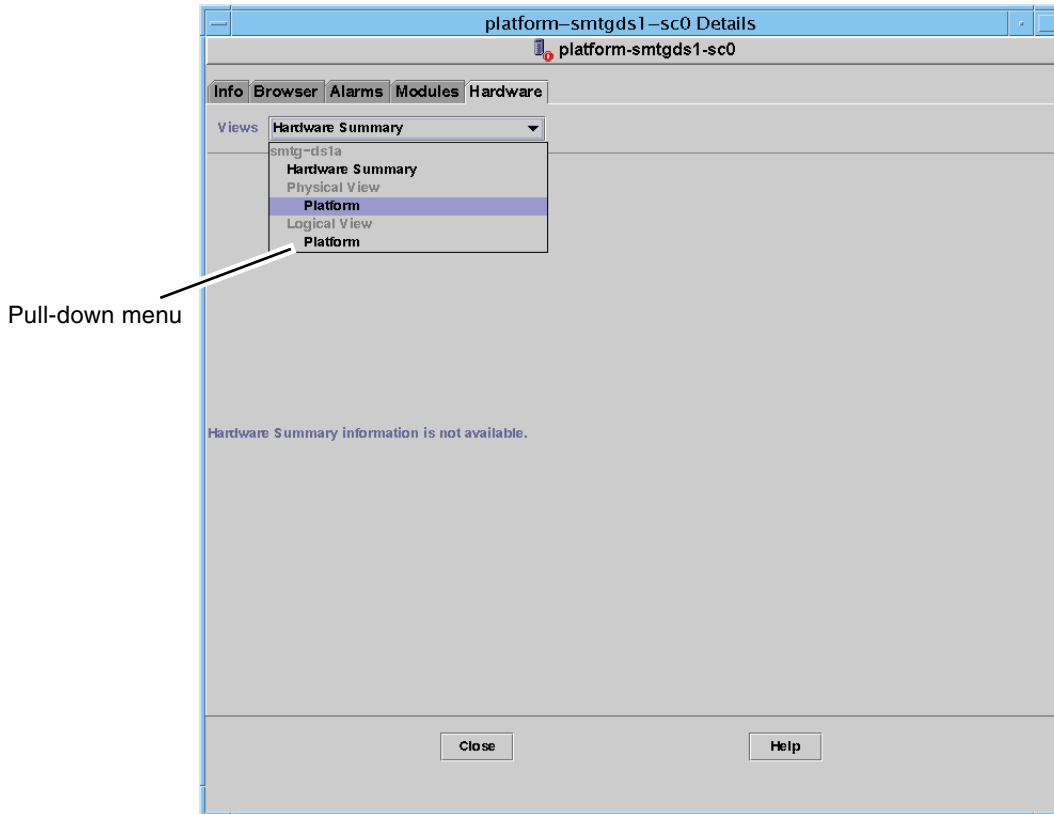 platform-smtgds1-sc0 Details
platform-smtgds1-sc0
Info Browser Alarms Modules Hardware
Views Hardware Summary
smtg-ds1a
Hardware Summary
Physical View
Platform
Logical View
Platform
Pull-down menu
Hardware Summary information is not available.
Close Help